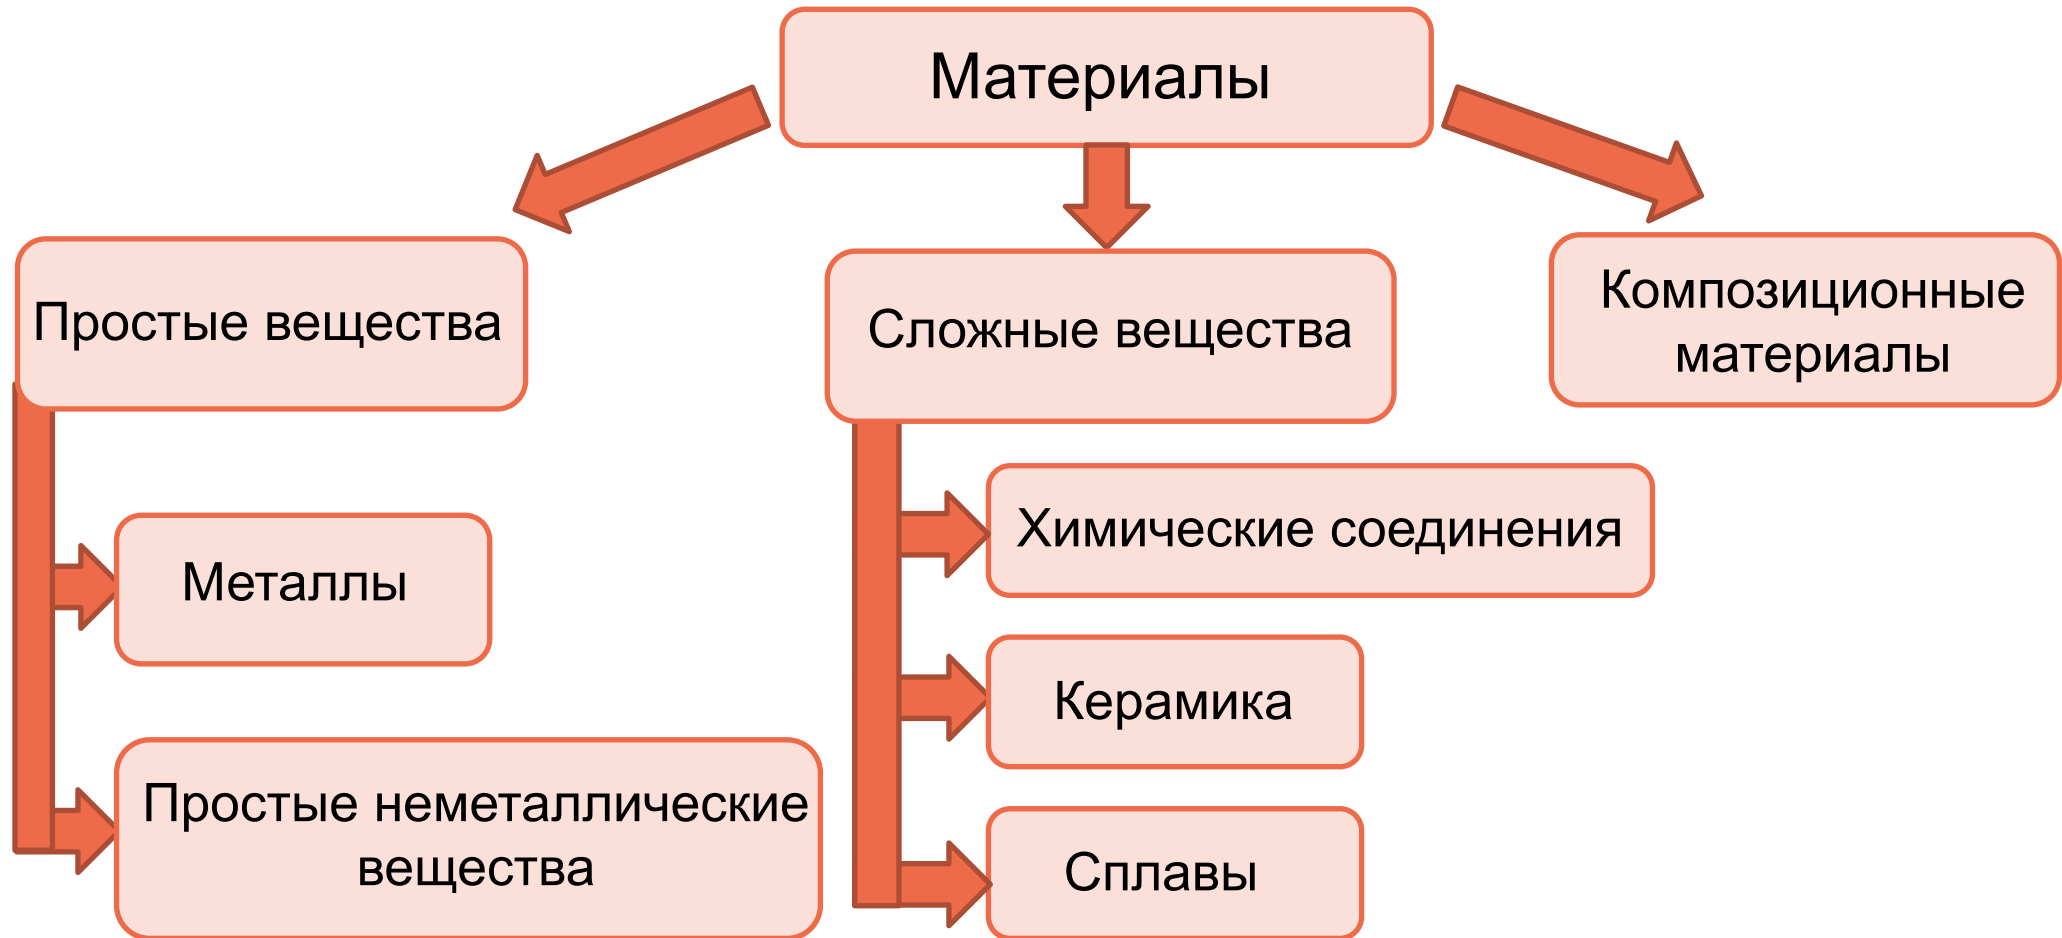 Материалы
Простые вещества
Сложные вещества
Композиционные
материалы
Металлы
Простые неметаллические
вещества
Химические соединения
Керамика
Сплавы